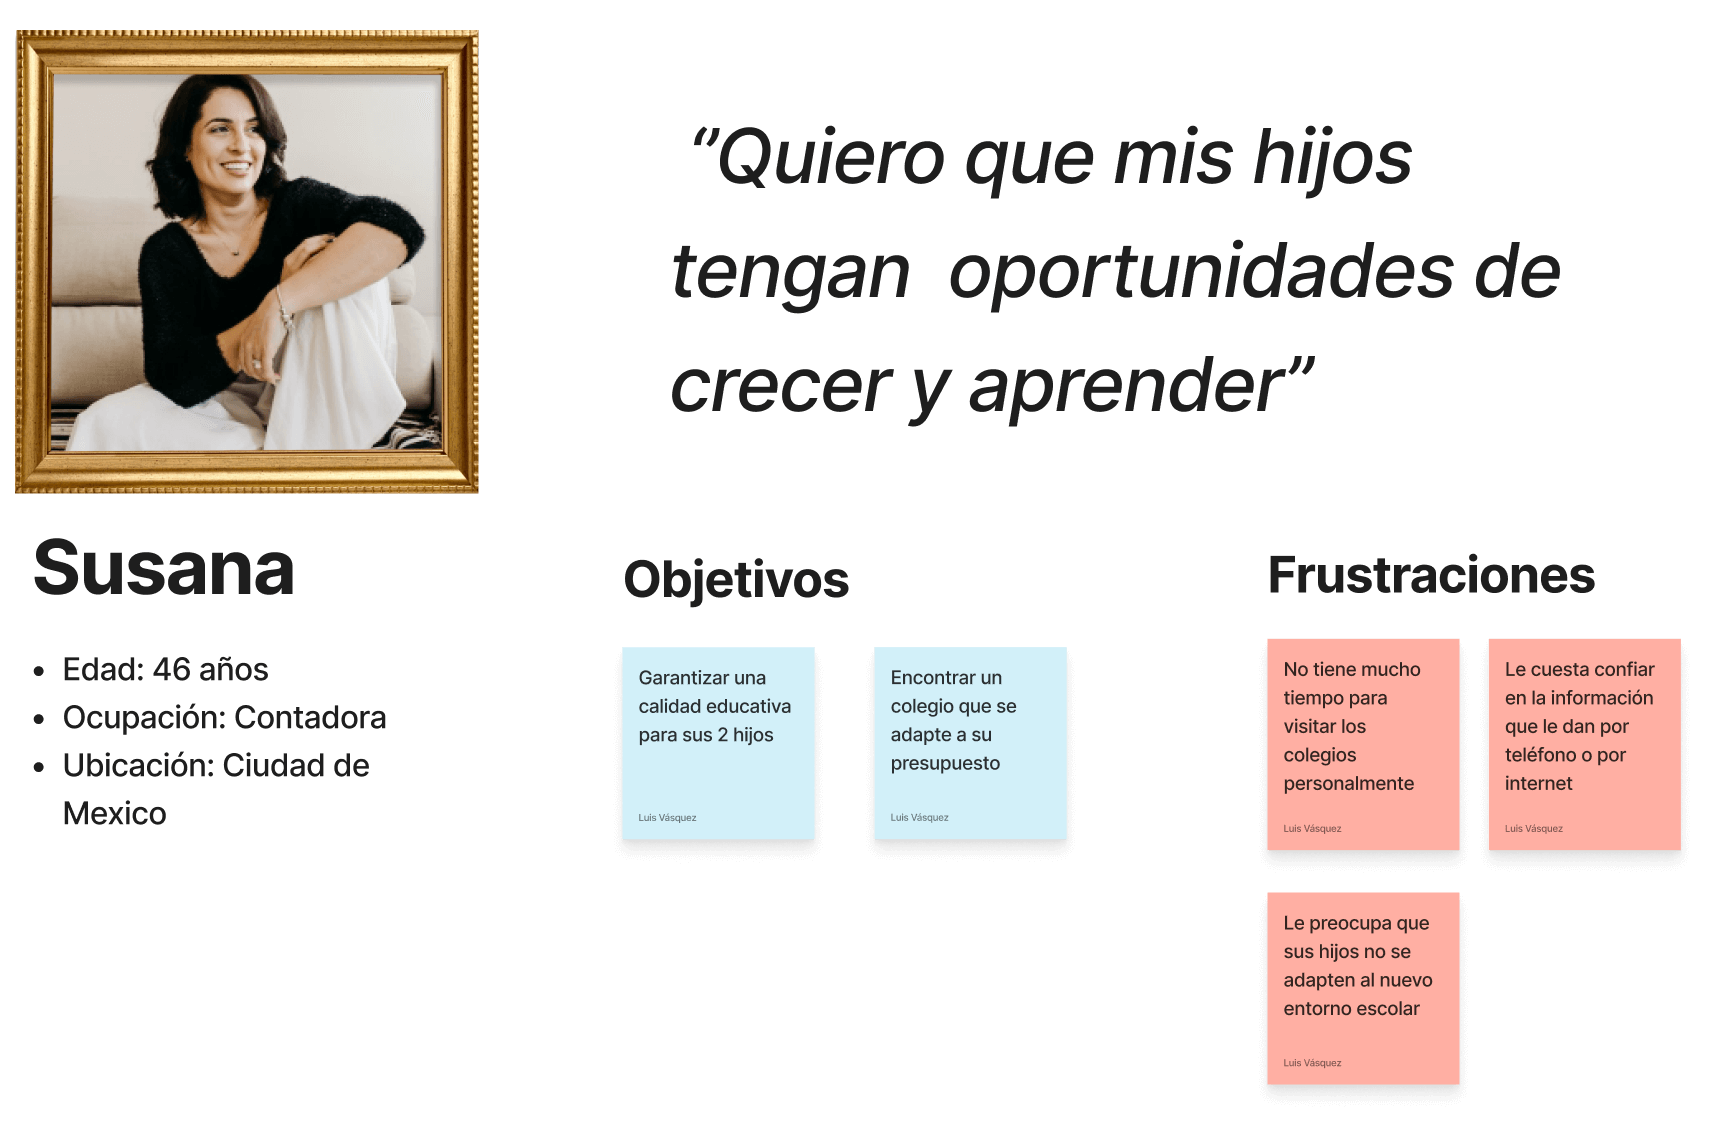 ‘’Quiero que mis hijos
tengan  oportunidades de
crecer y aprender’’
Susana
• Edad: 46 años
• Ocupación: Contadora
• Ubicación: Ciudad de
Mexico
Objetivos
Garantizar una
calidad educativa
para sus 2 hijos
Luis Vásquez
Encontrar un
colegio que se
adapte a su
presupuesto
Luis Vásquez
Frustraciones
No tiene mucho
tiempo para
visitar los
colegios
personalmente
Luis Vásquez
Le cuesta confiar
en la información
que le dan por
teléfono o por
internet
Luis Vásquez
Le preocupa que
sus hijos no se
adapten al nuevo
entorno escolar
Luis Vásquez